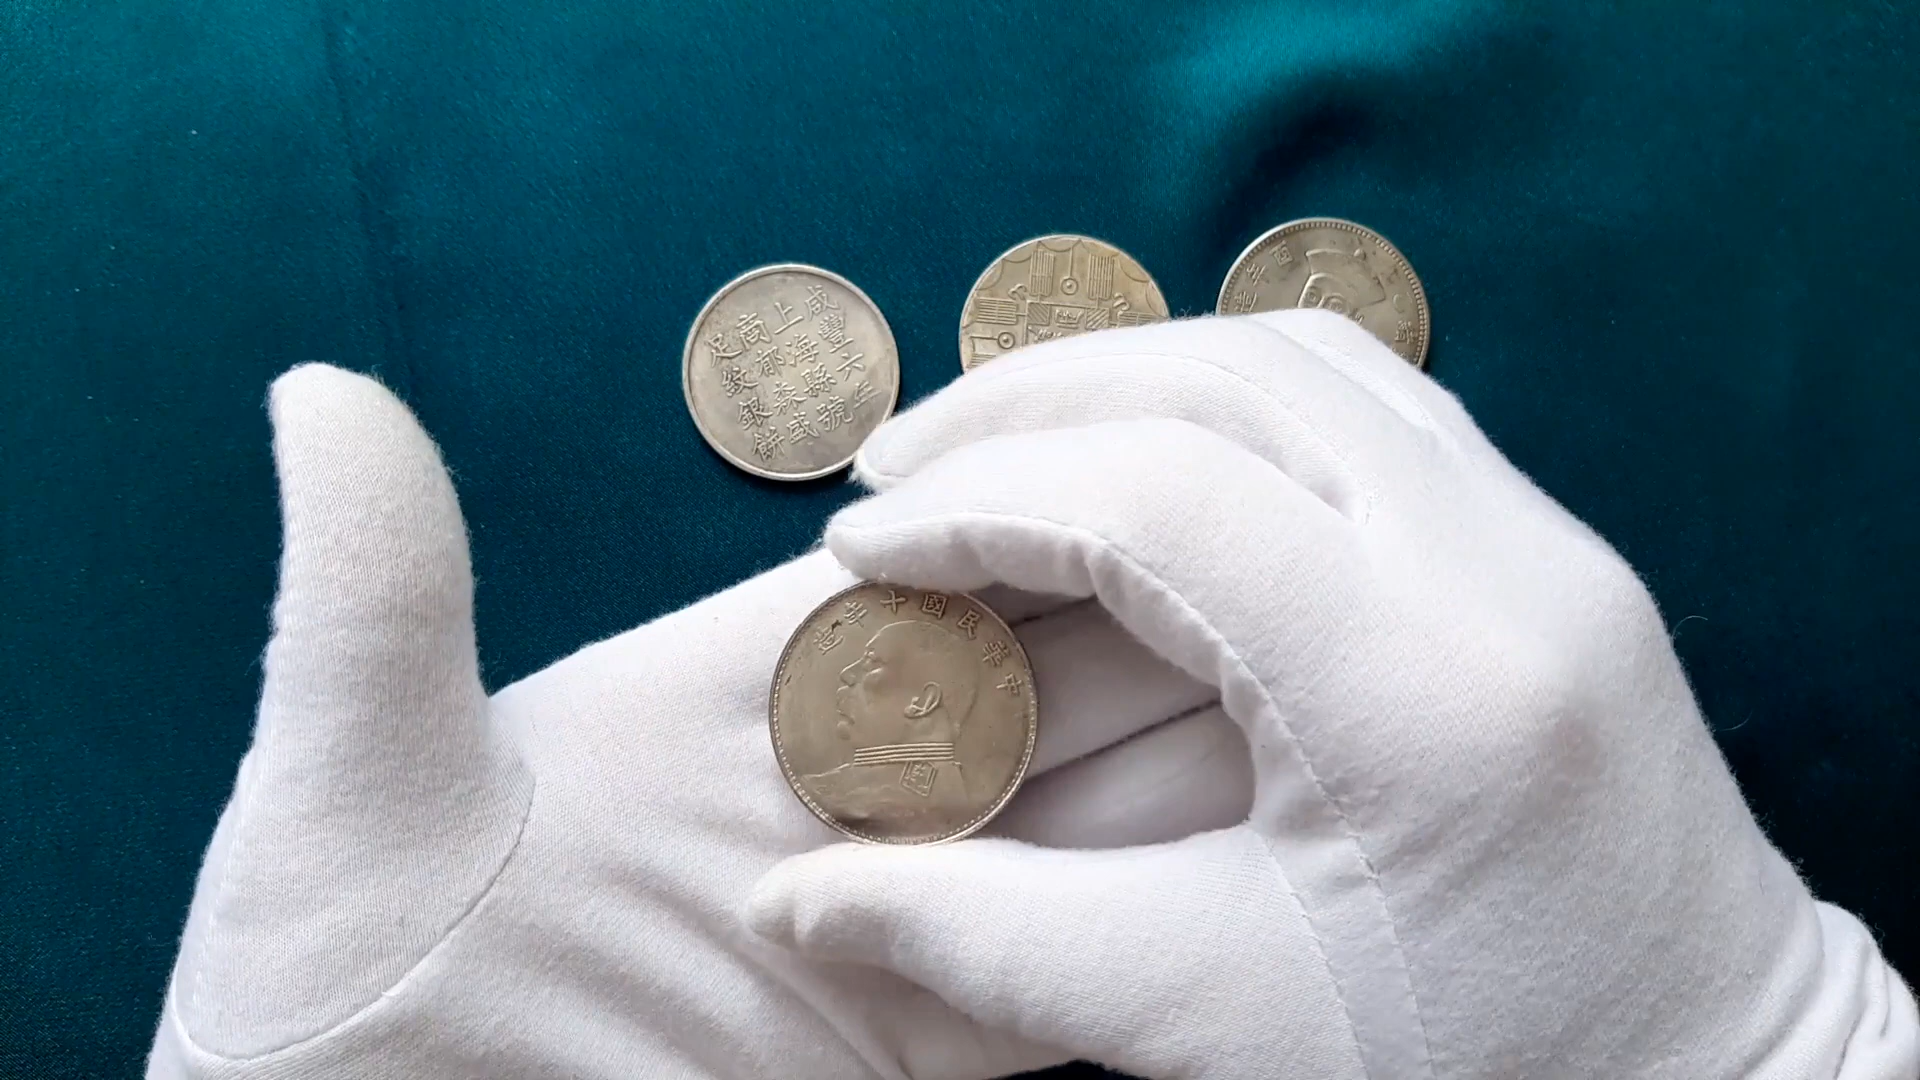 咸豐六年
上海縣號
商郁森盛
足紋銀餅
中華民國十年造